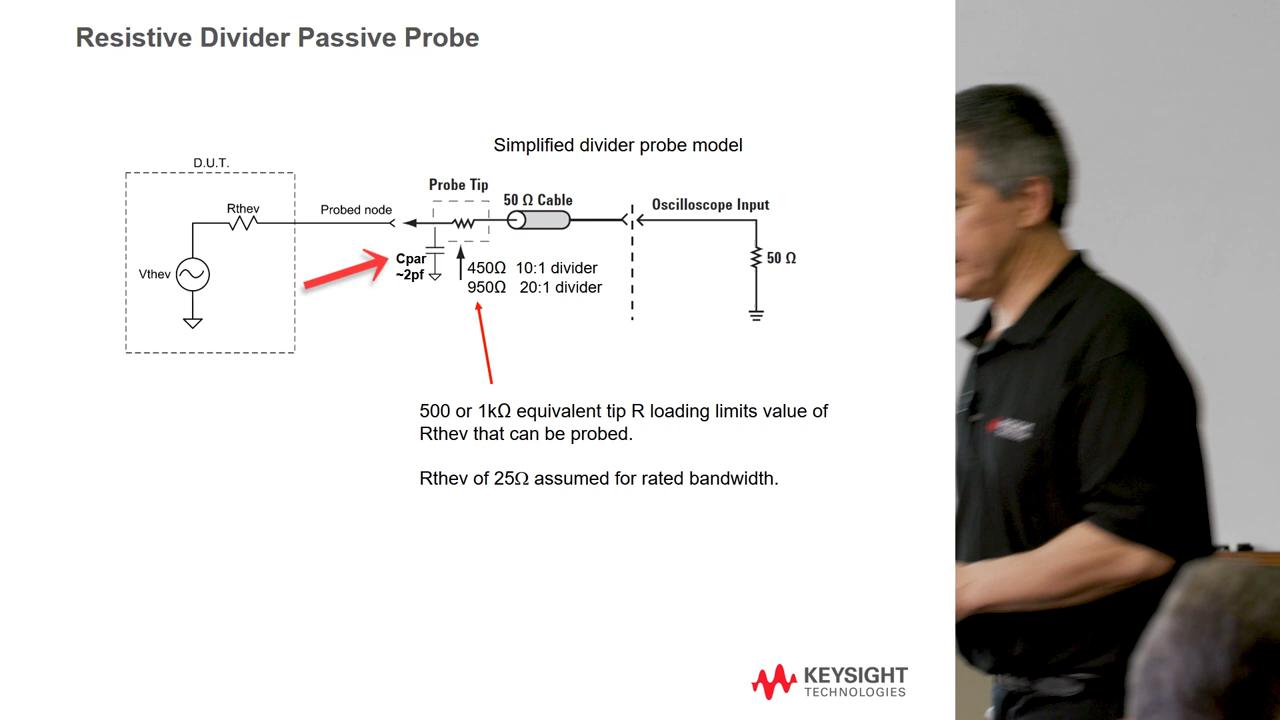 Resistive Divider Passive Probe
Simplified divider probe model
D.U.T.
Probe Tip
50 Ω Cable
Oscilloscope Input
Rthev
Probed node
Vthev
Cpar
~2pf
450Ω 10:1 divider
950Ω 20:1 divider
50 Ω
500 or 1kΩ equivalent tip R loading limits value of
Rthev that can be probed.
Rthev of 25Ω assumed for rated bandwidth.
KEYSIGHT
TECHNOLOGIES